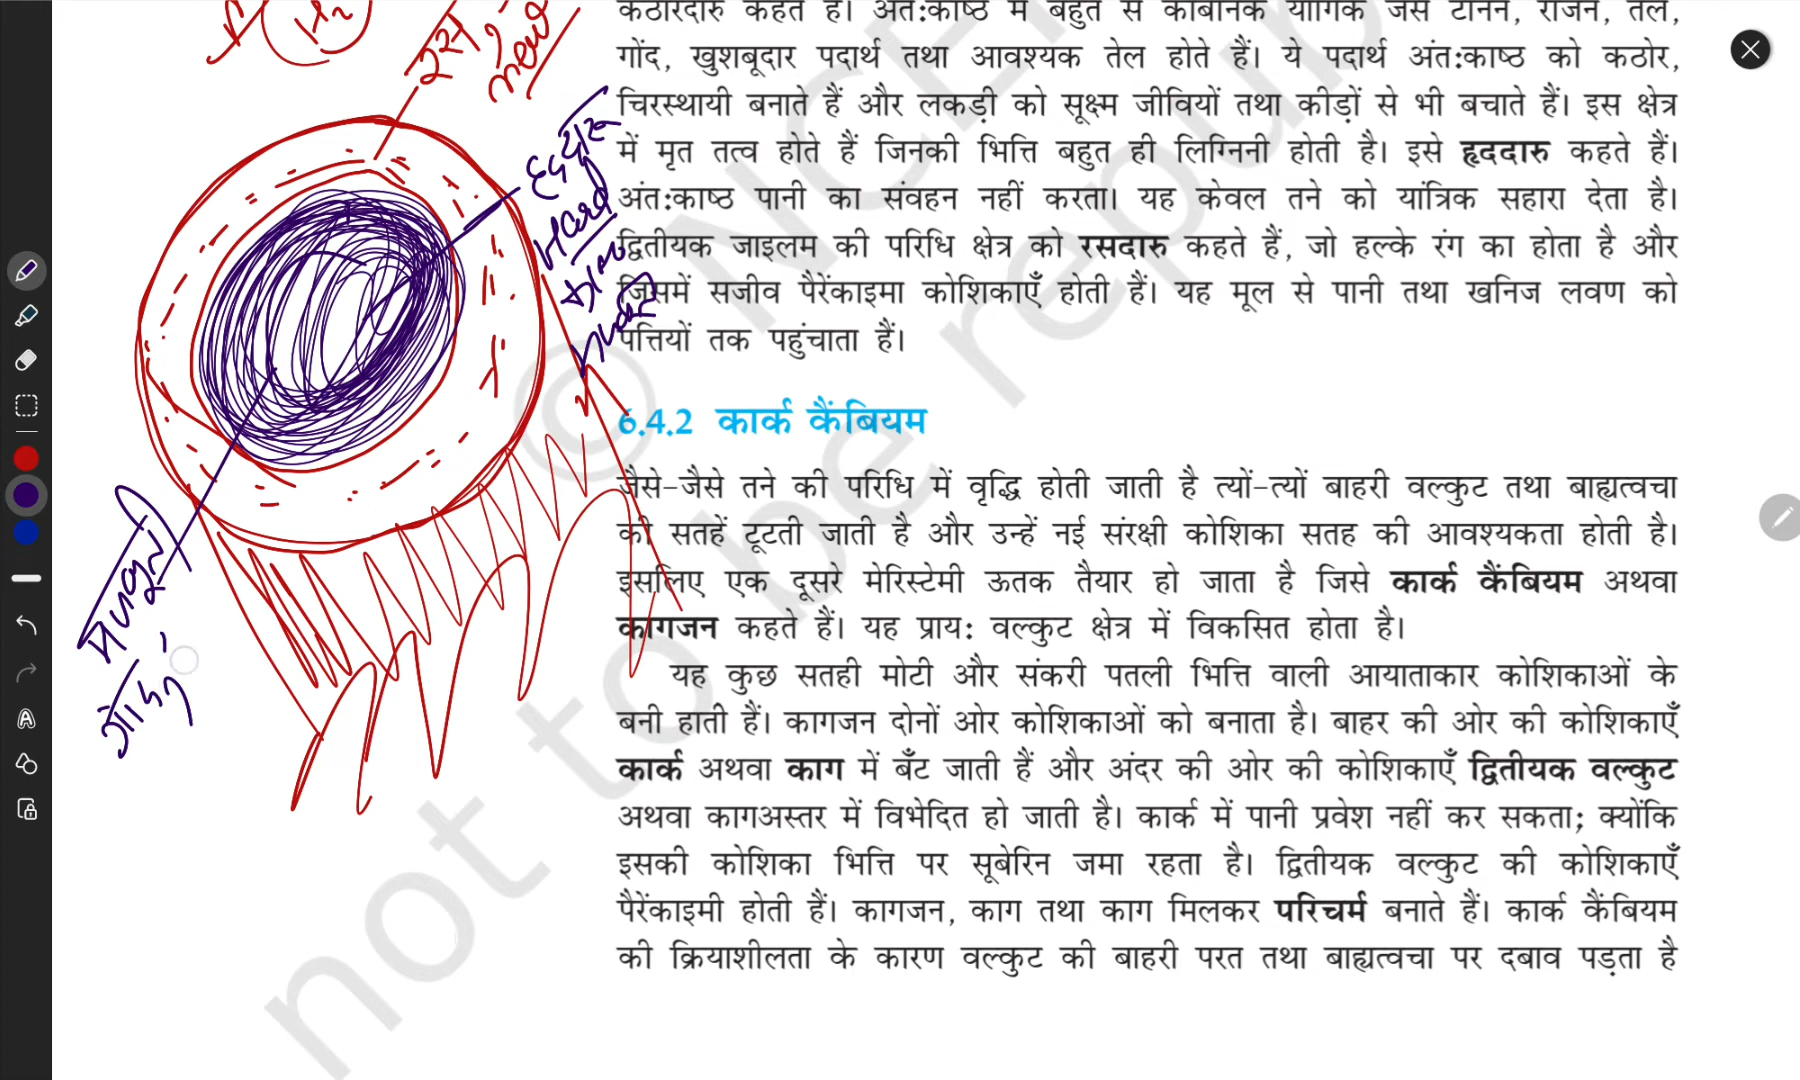 कठोरदारु कहते हैं। अंत:काष्ठ में बहुत से कार्बनिक यौगिक जैसे टैनिन, रेजिन, तेल,
गोंद, खुशबूदार पदार्थ तथा आवश्यक तेल होते हैं। ये पदार्थ अंत:काष्ठ को कठोर,
चिरस्थायी बनाते हैं और लकड़ी को सूक्ष्म जीवियों तथा कीड़ों से भी बचाते हैं। इस क्षेत्र
में मृत तत्व होते हैं जिनकी भित्ति बहुत ही लिग्निनी होती है। इसे हृददारु कहते हैं।
अंत:काष्ठ पानी का संवहन नहीं करता। यह केवल तने को यांत्रिक सहारा देता है।
द्वितीयक जाइलम की परिधि क्षेत्र को रसदारु कहते हैं, जो हल्के रंग का होता है और
जिसमें सजीव पैरेंकाइमा कोशिकाएँ होती हैं। यह मूल से पानी तथा खनिज लवण को
पत्तियों तक पहुंचाता हैं।
6.4.2 कार्क कैंबियम
जैसे-जैसे तने की परिधि में वृद्धि होती जाती है त्यों-त्यों बाहरी वल्कुट तथा बाह्यत्वचा
की सतहें टूटती जाती है और उन्हें नई संरक्षी कोशिका सतह की आवश्यकता होती है।
इसलिए एक दूसरे मेरिस्टेमी ऊतक तैयार हो जाता है जिसे कार्क कैंबियम अथवा
कागजन कहते हैं। यह प्राय: वल्कुट क्षेत्र में विकसित होता है।
यह कुछ सतही मोटी और संकरी पतली भित्ति वाली आयाताकार कोशिकाओं के
बनी हाती हैं। कागजन दोनों ओर कोशिकाओं को बनाता है। बाहर की ओर की कोशिकाएँ
कार्क अथवा काग में बँट जाती हैं और अंदर की ओर की कोशिकाएँ द्वितीयक वल्कुट
अथवा कागअस्तर में विभेदित हो जाती है। कार्क में पानी प्रवेश नहीं कर सकता; क्योंकि
इसकी कोशिका भित्ति पर सूबेरिन जमा रहता है। द्वितीयक वल्कुट की कोशिकाएँ
पैरेंकाइमी होती हैं। कागजन, काग तथा काग मिलकर परिचर्म बनाते हैं। कार्क कैंबियम
की क्रियाशीलता के कारण वल्कुट की बाहरी परत तथा बाह्यत्वचा पर दबाव पड़ता है
not to be repub
© NCE